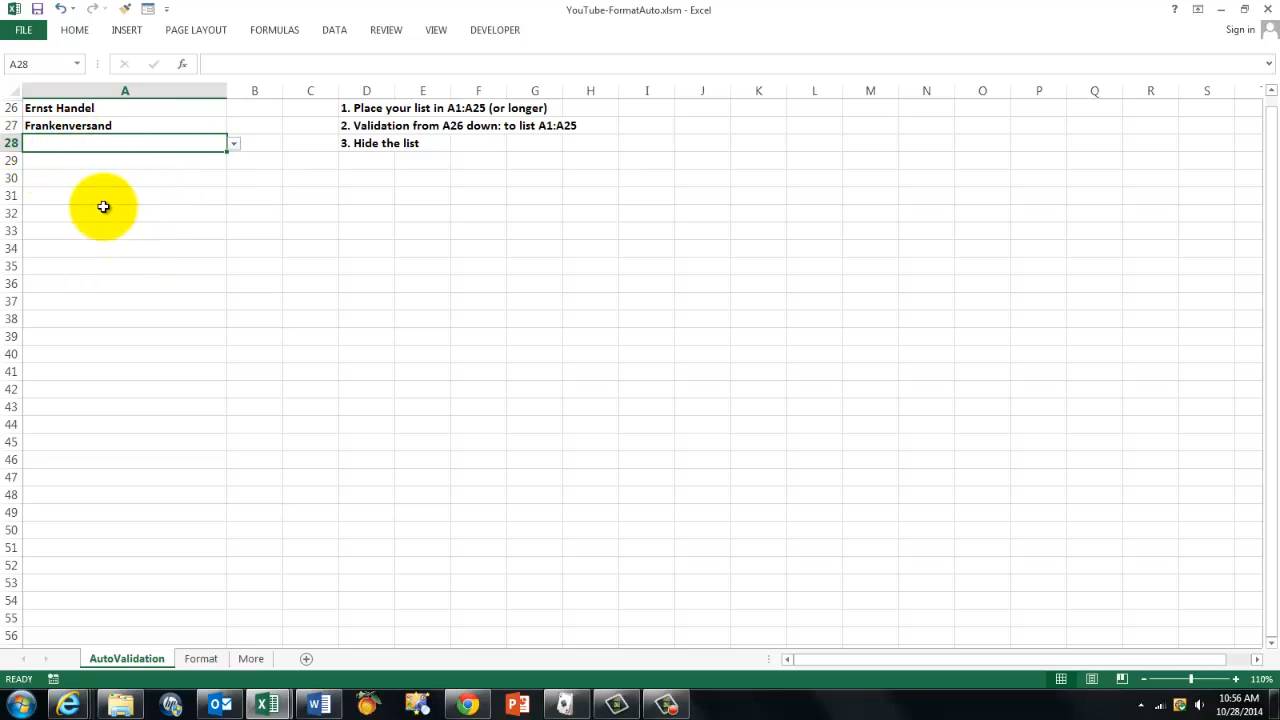 YouTube-FormatAuto.xlsm - Excel
FILE HOME INSERT PAGE LAYOUT FORMULAS DATA REVIEW VIEW DEVELOPER Sign in
A28
A B C D E F G H I J K L M N O P Q R S
26 Ernst Handel 1. Place your list in A1:A25 (or longer)
27 Frankenversand 2. Validation from A26 down: to list A1:A25
28 3. Hide the list
29
30
31
32
33
34
35
36
37
38
39
40
41
42
43
44
45
46
47
48
49
50
51
52
53
54
55
56
AutoValidation Format More
READY 110%
10:56 AM
10/28/2014